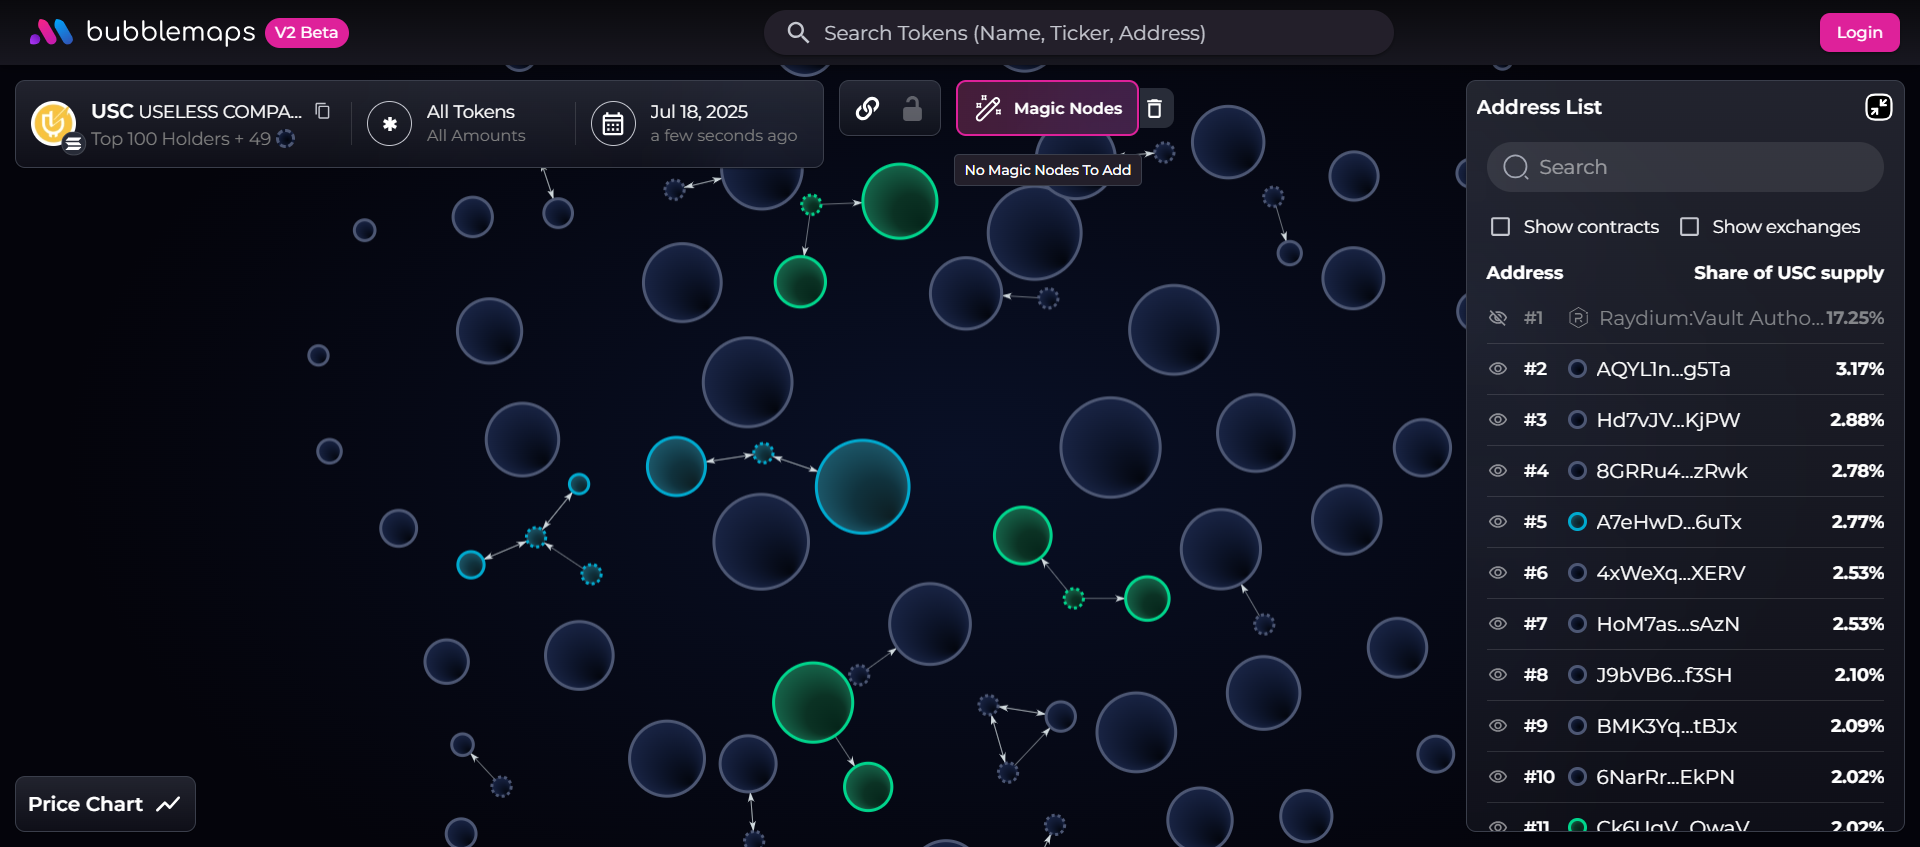 bubblemaps V2 Beta
Search Tokens (Name, Ticker, Address)
Login
USC USELESS COMPA...
Top 100 Holders + 49
All Tokens
All Amounts
Jul 18, 2025
a few seconds ago
Magic Nodes
No Magic Nodes To Add
Address List
Search
Show contracts Show exchanges
Address Share of USC supply
#1 Raydium:Vault Autho... 17.25%
#2 AQYL1n...g5Ta 3.17%
#3 Hd7vJV...KjPW 2.88%
#4 8GRRu4...zRwk 2.78%
#5 A7eHwD...6uTx 2.77%
#6 4xWeXq...XERV 2.53%
#7 HoM7as...sAzN 2.53%
#8 J9bVB6...f3SH 2.10%
#9 BMK3Yq...tBJx 2.09%
#10 6NarRr...EkPN 2.02%
#11 2.02%
Price Chart